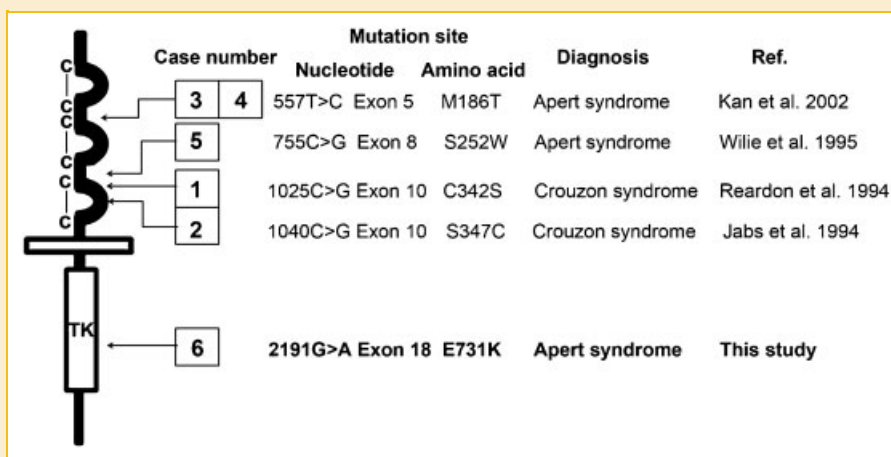 Mutation site
Case number Nucleotide Amino acid Diagnosis Ref.
C
C
C
C
C
C
3 4 557T>C Exon 5 M186T Apert syndrome Kan et al. 2002
5 755C>G Exon 8 S252W Apert syndrome Wilie et al. 1995
1 1025C>G Exon 10 C342S Crouzon syndrome Reardon et al. 1994
2 1040C>G Exon 10 S347C Crouzon syndrome Jabs et al. 1994
TK
6 2191G>A Exon 18 E731K Apert syndrome This study